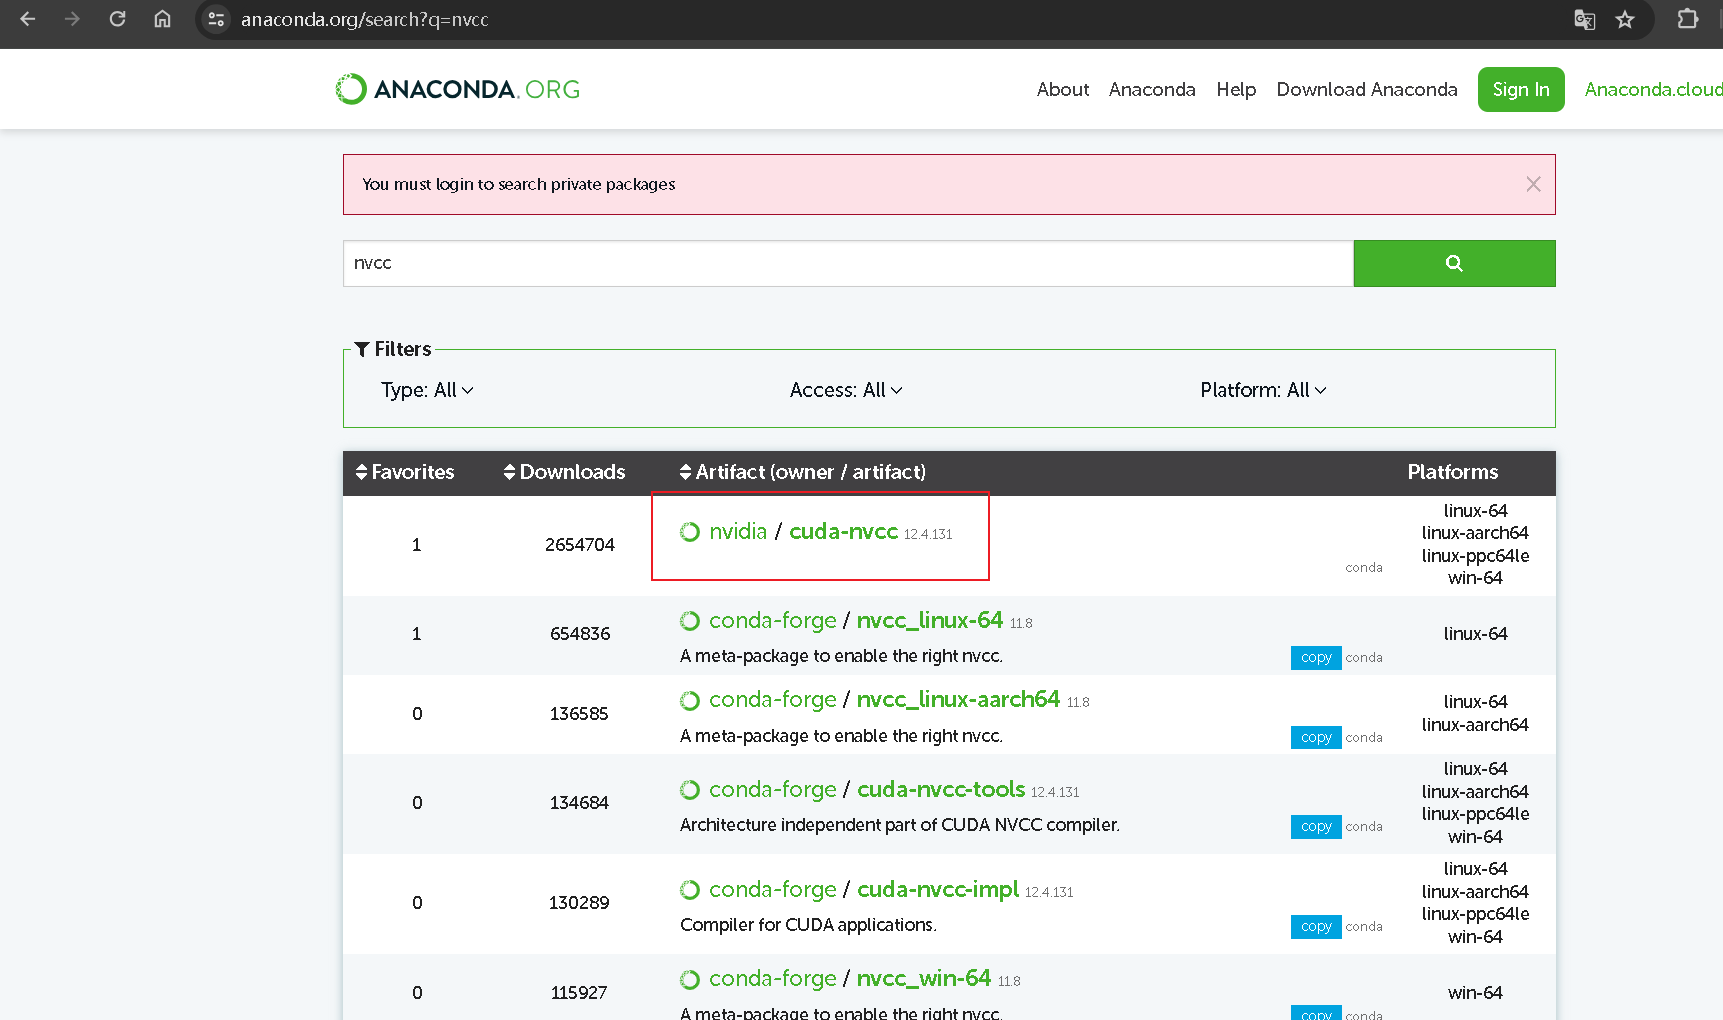 anaconda.org/search?q=nvcc
ANACONDA.ORG
About Anaconda Help Download Anaconda Sign In Anaconda.cloud
You must login to search private packages
nvcc
Filters
Type: All Access: All Platform: All
Favorites Downloads Artifact (owner / artifact) Platforms
1 2654704 nvidia / cuda-nvcc 12.4.131
conda
linux-64
linux-aarch64
linux-ppc64le
win-64
1 654836 conda-forge / nvcc_linux-64 11.8
A meta-package to enable the right nvcc.
copy conda
linux-64
0 136585 conda-forge / nvcc_linux-aarch64 11.8
A meta-package to enable the right nvcc.
copy conda
linux-64
linux-aarch64
0 134684 conda-forge / cuda-nvcc-tools 12.4.131
Architecture independent part of CUDA NVCC compiler.
copy conda
linux-64
linux-aarch64
linux-ppc64le
win-64
0 130289 conda-forge / cuda-nvcc-impl 12.4.131
Compiler for CUDA applications.
copy conda
linux-64
linux-aarch64
linux-ppc64le
win-64
0 115927 conda-forge / nvcc_win-64 11.8
A meta-package to enable the right nvcc.
copy conda
win-64